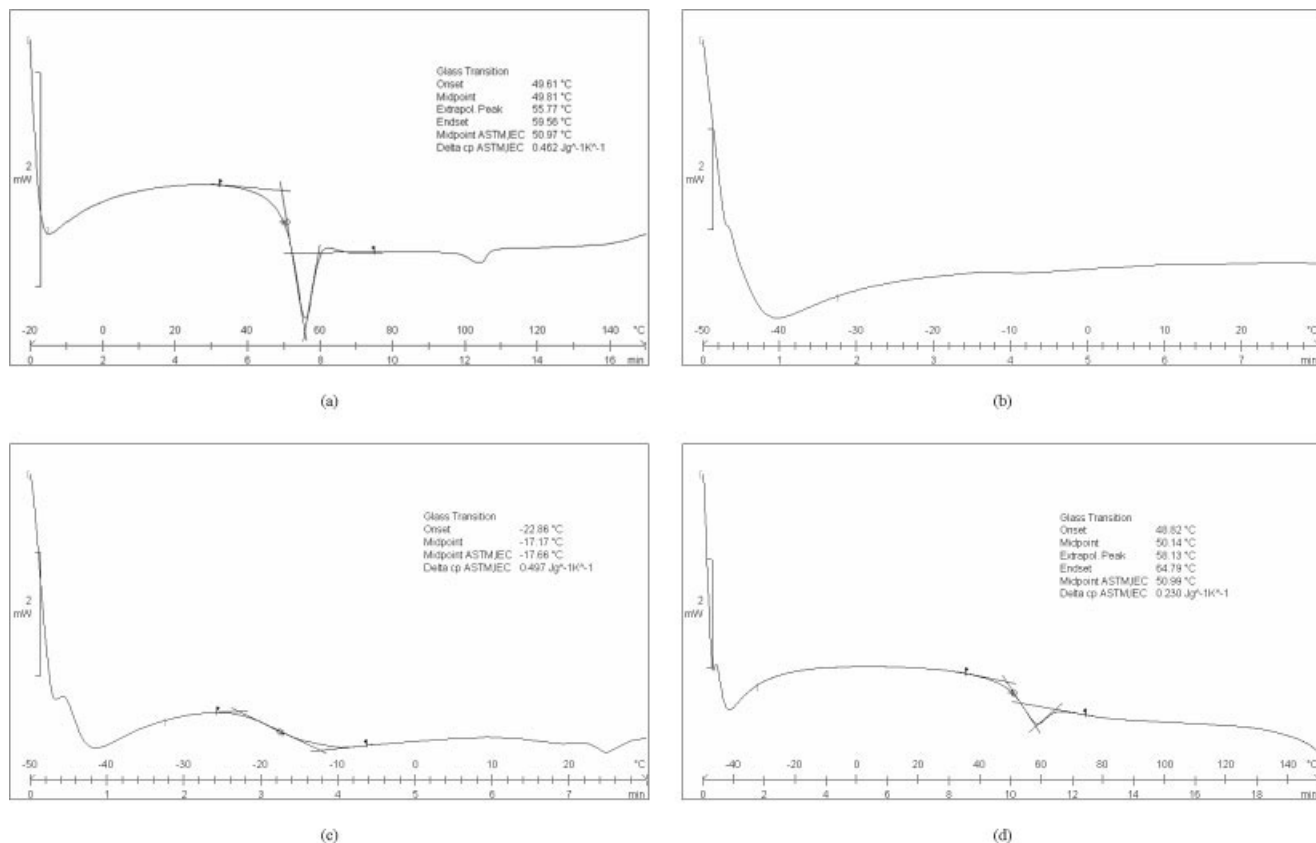 Glass Transition
Onset 49.61 °C
Midpoint 49.81 °C
Extrapol. Peak 55.77 °C
Endset 59.56 °C
Midpoint ASTM,IEC 50.97 °C
Delta cp ASTM,IEC 0.462 Jg^-1K^-1
2
mW
-20 0 20 40 60 80 100 120 140 °C
0 2 4 6 8 10 12 14 16 min
(a)
2
mW
-50 -40 -30 -20 -10 0 10 20 °C
0 1 2 3 4 5 6 7 min
(b)
Glass Transition
Onset -22.86 °C
Midpoint -17.17 °C
Midpoint ASTM,IEC -17.66 °C
Delta cp ASTM,IEC 0.497 Jg^-1K^-1
2
mW
-50 -40 -30 -20 -10 0 10 20 °C
0 1 2 3 4 5 6 7 min
(c)
Glass Transition
Onset 48.82 °C
Midpoint 50.14 °C
Extrapol. Peak 58.13 °C
Endset 64.79 °C
Midpoint ASTM,IEC 50.99 °C
Delta cp ASTM,IEC 0.230 Jg^-1K^-1
2
mW
-20 0 20 40 60 80 100 120 140 °C
0 2 4 6 8 10 12 14 16 18 min
(d)